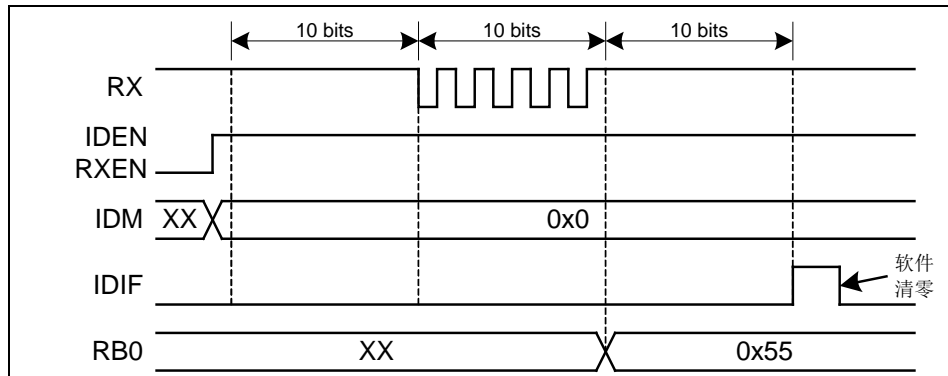 10 bits 10 bits 10 bits
RX
IDEN
RXEN
IDM XX 0x0
IDIF 软件
清零
RB0 XX 0x55